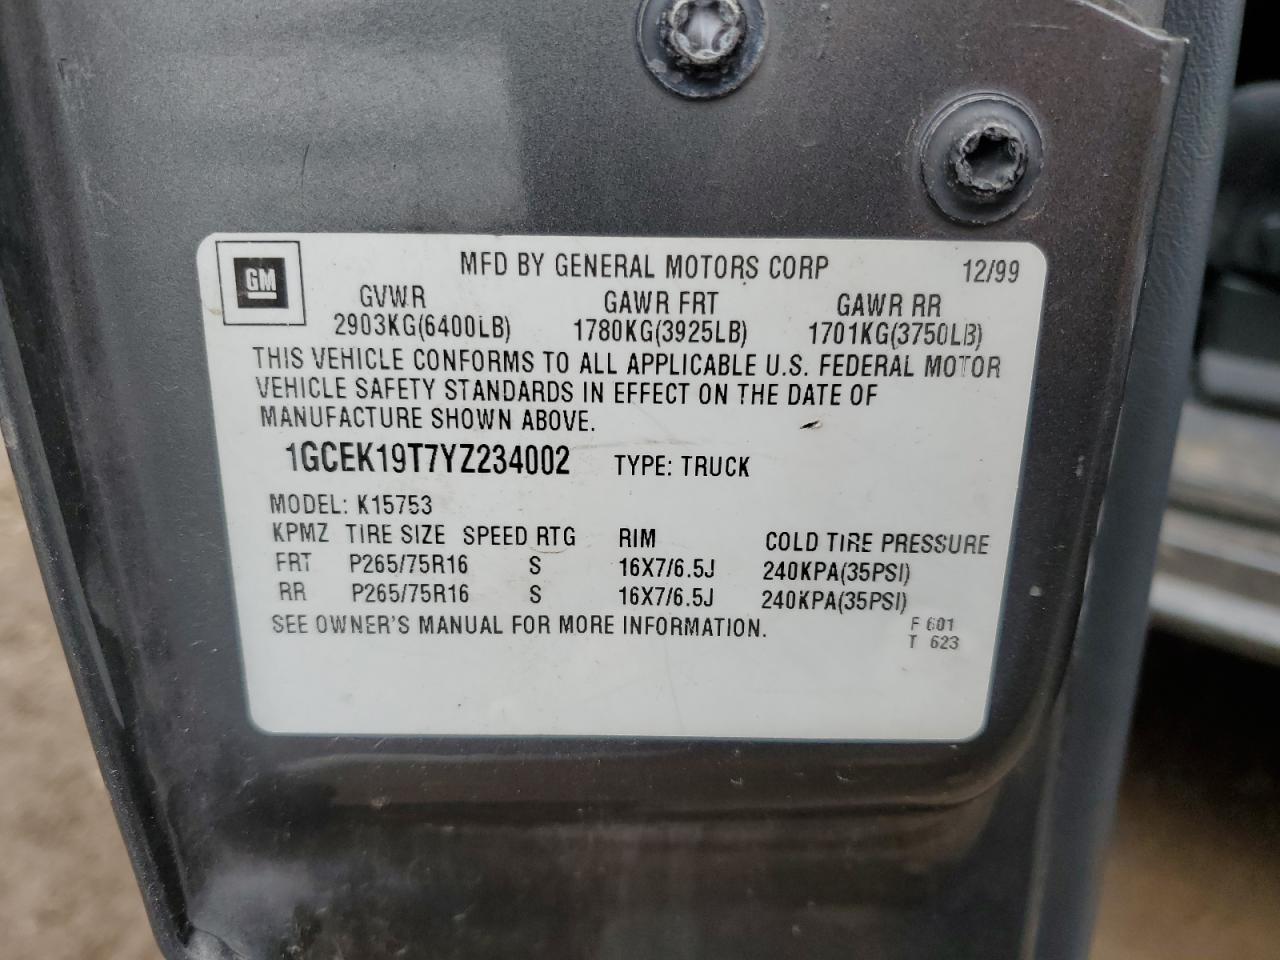 MFD BY GENERAL MOTORS CORP 12/99
GM
GVWR GAWR FRT GAWR RR
2903KG(6400LB) 1780KG(3925LB) 1701KG(3750LB)
THIS VEHICLE CONFORMS TO ALL APPLICABLE U.S. FEDERAL MOTOR
VEHICLE SAFETY STANDARDS IN EFFECT ON THE DATE OF
MANUFACTURE SHOWN ABOVE.
1GCEK19T7YZ234002 TYPE: TRUCK
MODEL: K15753
KPMZ TIRE SIZE SPEED RTG RIM COLD TIRE PRESSURE
FRT P265/75R16 S 16X7/6.5J 240KPA(35PSI)
RR P265/75R16 S 16X7/6.5J 240KPA(35PSI)
SEE OWNER'S MANUAL FOR MORE INFORMATION. F 601
T 623